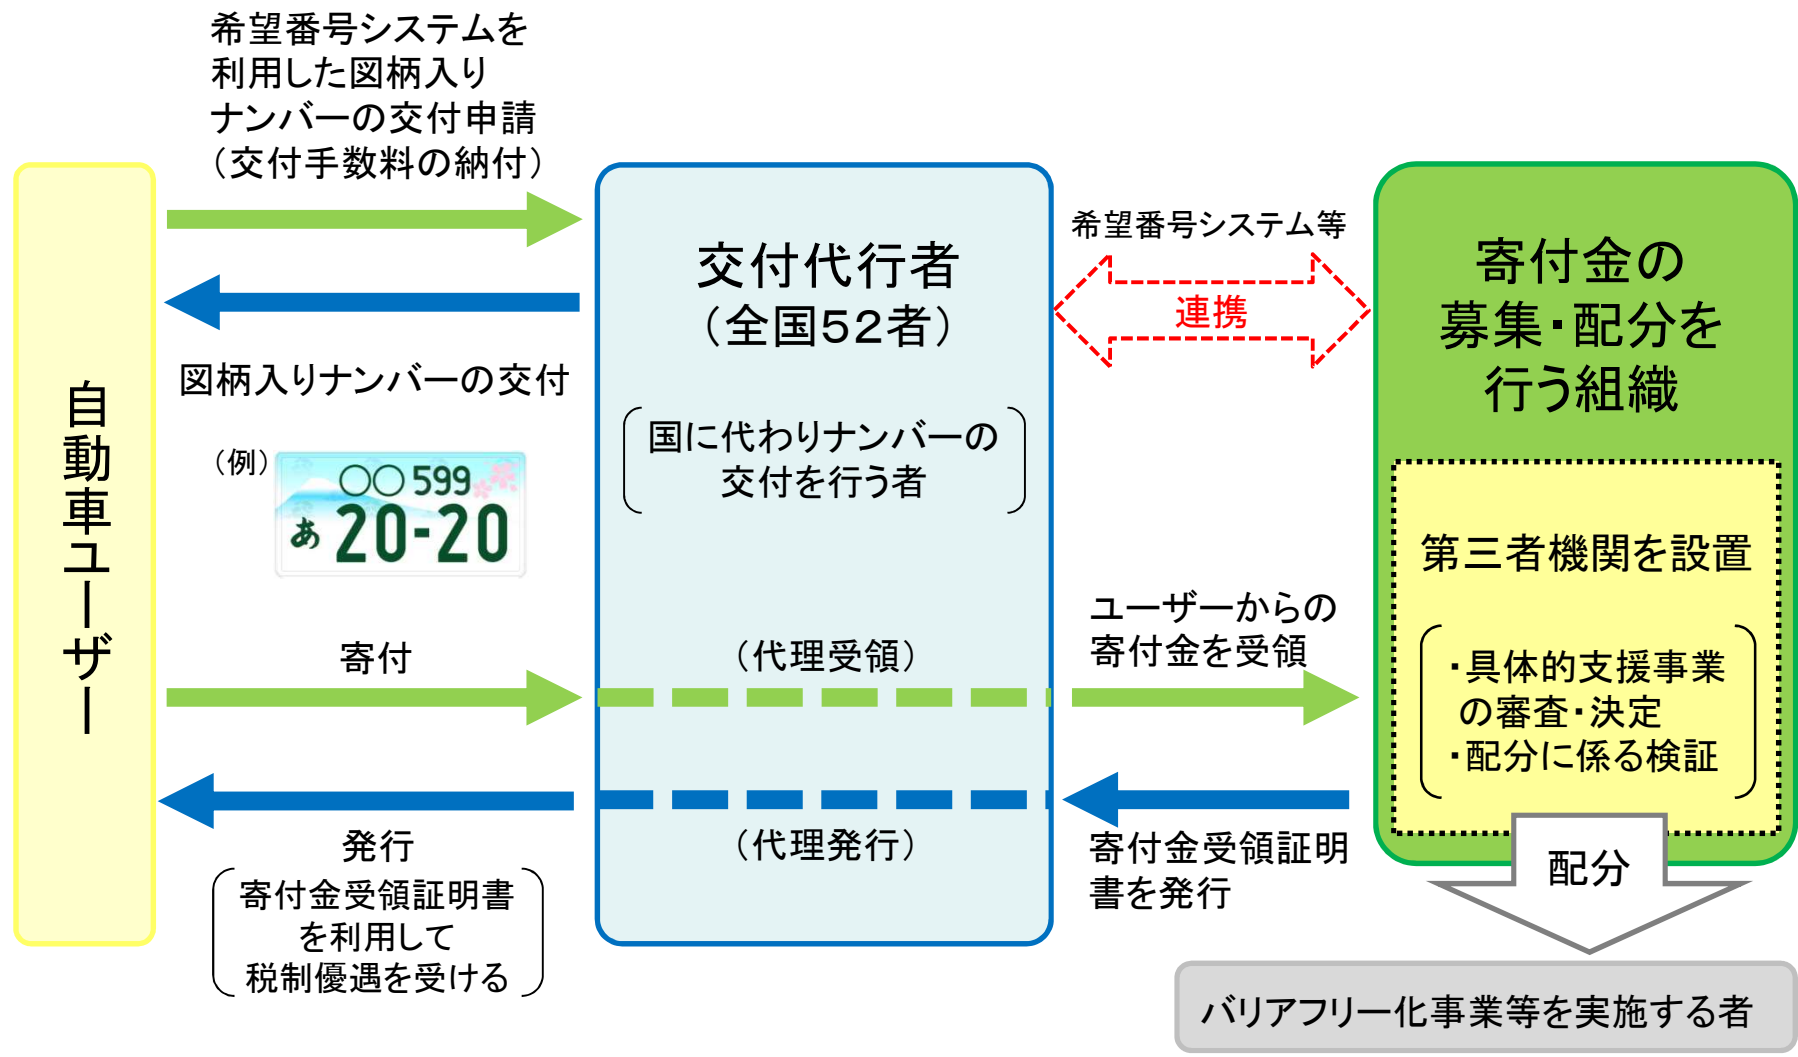 希望番号システムを
利用した図柄入り
ナンバーの交付申請
（交付手数料の納付）
自動車ユーザー
図柄入りナンバーの交付
（例）
○○599
あ 20-20
寄付
発行
寄付金受領証明書
を利用して
税制優遇を受ける
交付代行者
（全国５２者）
国に代わりナンバーの
交付を行う者
（代理受領）
（代理発行）
希望番号システム等
連携
ユーザーからの
寄付金を受領
寄付金受領証明
書を発行
寄付金の
募集・配分を
行う組織
第三者機関を設置
・具体的支援事業
の審査・決定
・配分に係る検証
配分
バリアフリー化事業等を実施する者